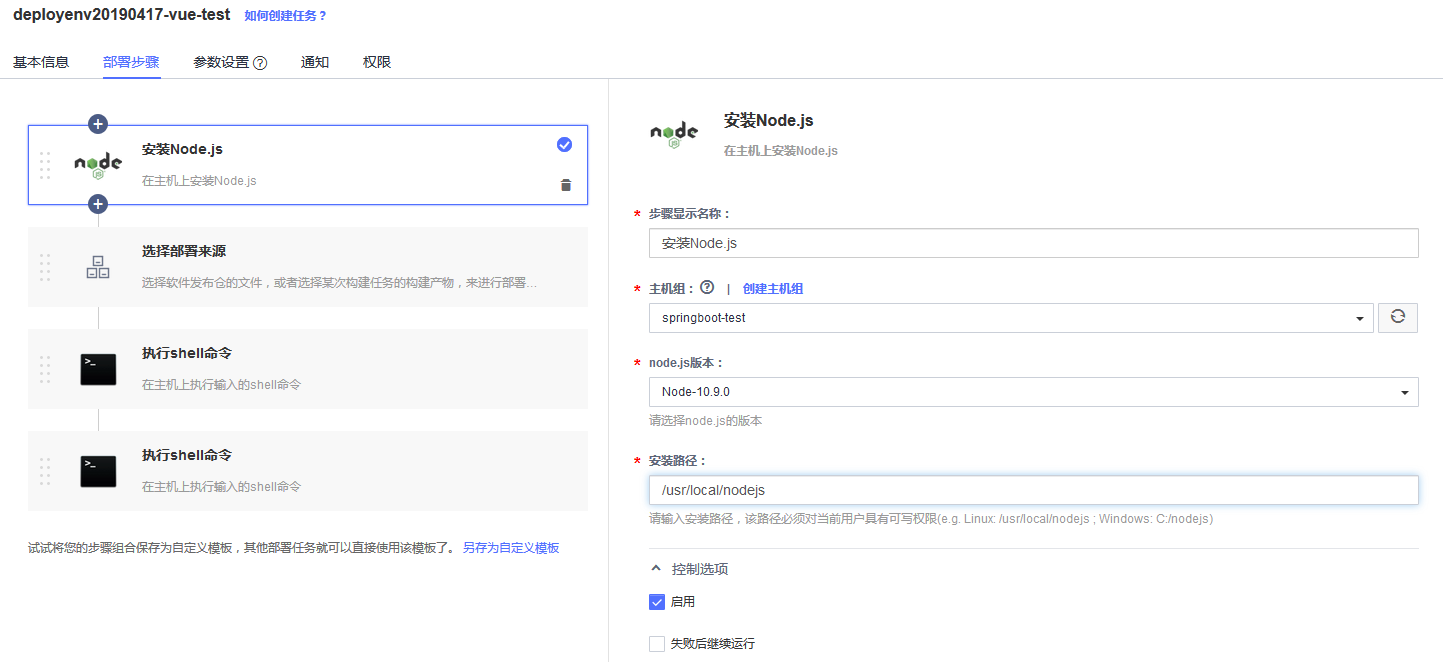 deployenv20190417-vue-test 如何创建任务？
基本信息 部署步骤 参数设置 ? 通知 权限
安装Node.js
在主机上安装Node.js
选择部署来源
选择软件发布仓的文件，或者选择某次构建任务的构建产物，来进行部署...
执行shell命令
在主机上执行输入的shell命令
执行shell命令
在主机上执行输入的shell命令
试试将您的步骤组合保存为自定义模板，其他部署任务就可以直接使用该模板了。 另存为自定义模板
安装Node.js
在主机上安装Node.js
* 步骤显示名称：
安装Node.js
* 主机组： ? | 创建主机组
springboot-test
* node.js版本：
Node-10.9.0
请选择node.js的版本
* 安装路径：
/usr/local/nodejs
请输入安装路径，该路径必须对当前用户具有可写权限(e.g. Linux: /usr/local/nodejs ; Windows: C:/nodejs)
控制选项
启用
失败后继续运行